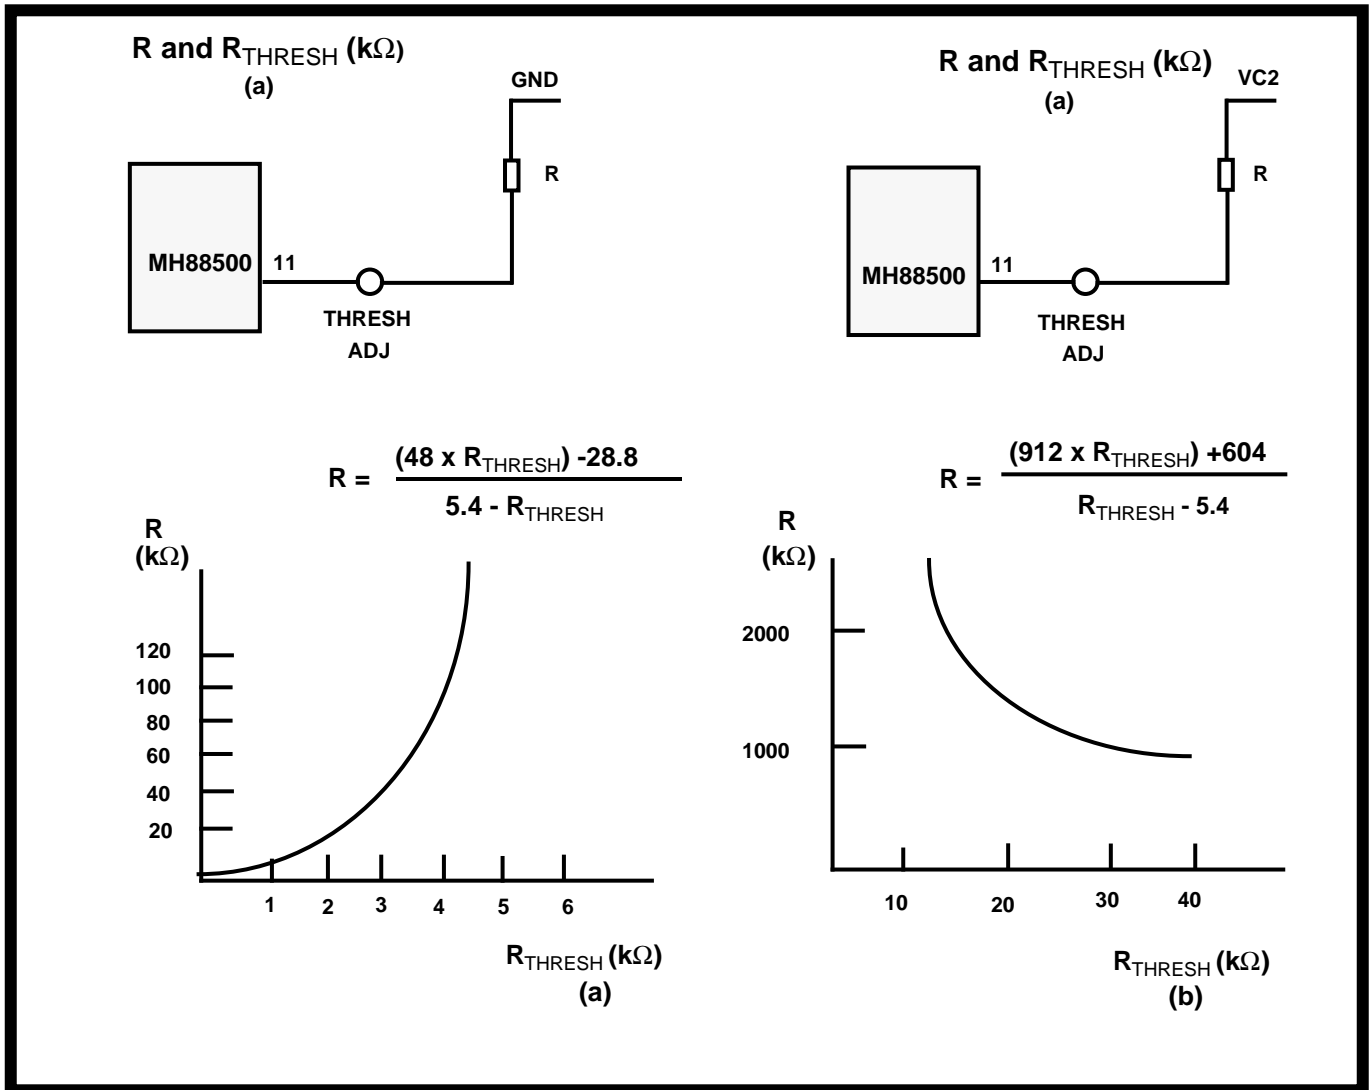 R and RTHRESH (kΩ)
(a)
GND
R
MH88500
11
THRESH
ADJ
R = (48 x RTHRESH) -28.8
5.4 - RTHRESH
R
(kΩ)
120
100
80
60
40
20
1 2 3 4 5 6
RTHRESH (kΩ)
(a)
R and RTHRESH (kΩ)
(a)
VC2
R
MH88500
11
THRESH
ADJ
R = (912 x RTHRESH) +604
RTHRESH - 5.4
R
(kΩ)
2000
1000
10 20 30 40
RTHRESH (kΩ)
(b)